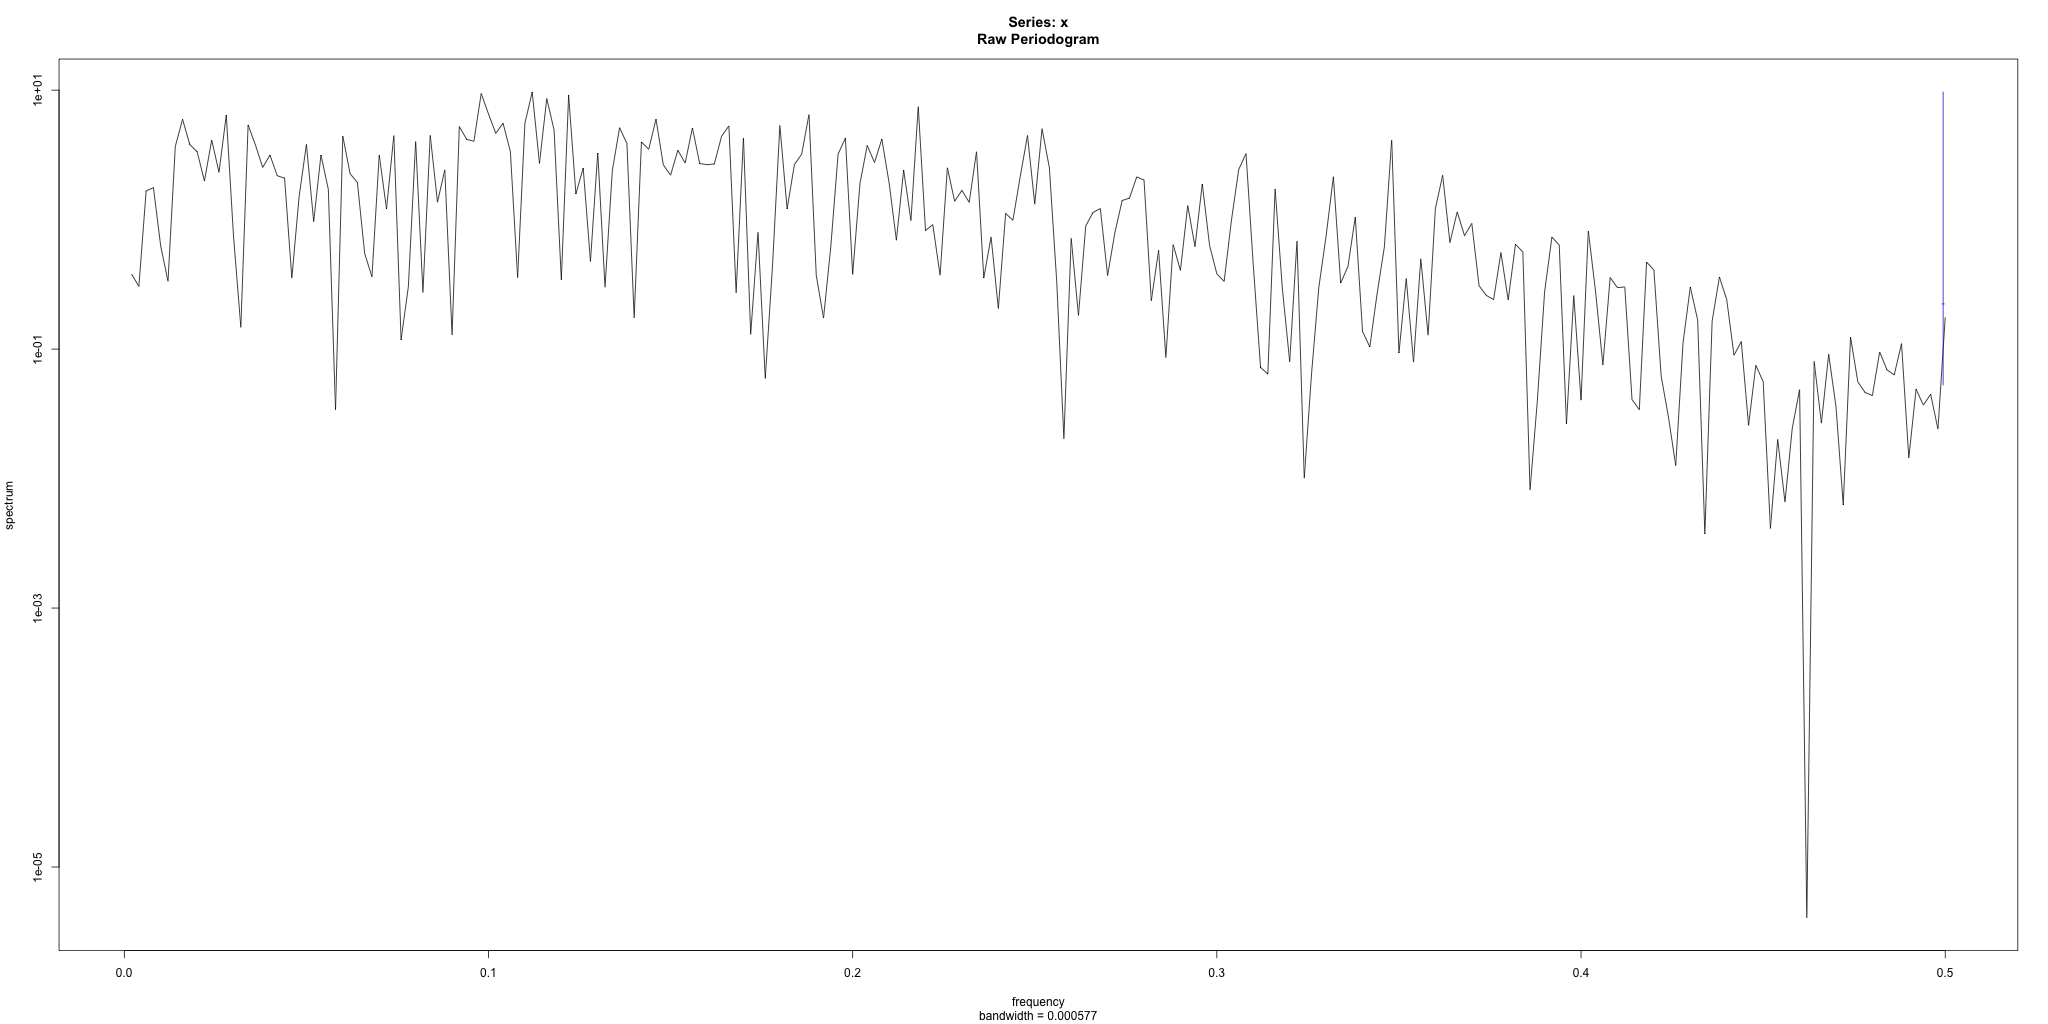 Series: x
Raw Periodogram
1e+01
1e-01
1e-03
1e-05
spectrum
0.0 0.1 0.2 0.3 0.4 0.5
frequency
bandwidth = 0.000577